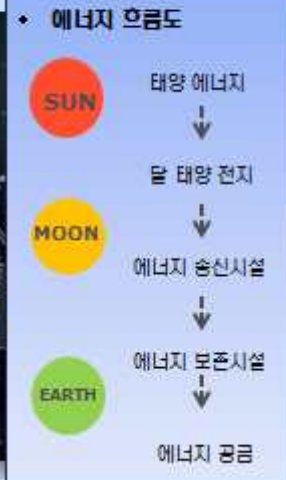 • 에너지 흐름도
SUN
태양 에너지
달 태양 전지
MOON
에너지 송신시설
에너지 보존시설
EARTH
에너지 공급